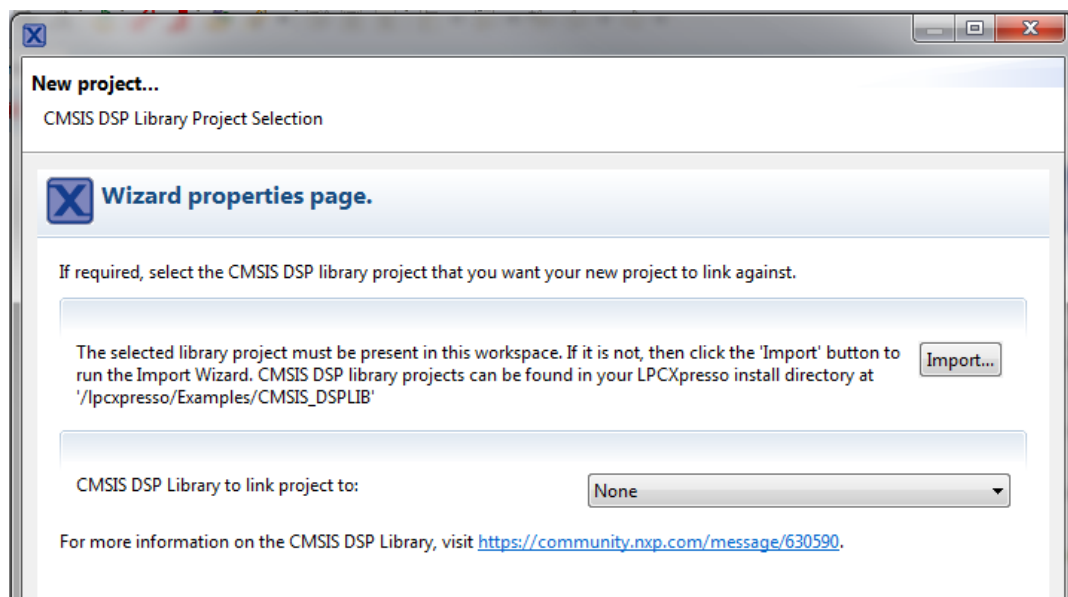 New project...
CMSIS DSP Library Project Selection
Wizard properties page.
If required, select the CMSIS DSP library project that you want your new project to link against.
The selected library project must be present in this workspace. If it is not, then click the 'Import' button to
Import...
run the Import Wizard. CMSIS DSP library projects can be found in your LPCXpresso install directory at
'/lpcxpresso/Examples/CMSIS_DSPLIB'
CMSIS DSP Library to link project to:
None
For more information on the CMSIS DSP Library, visit https://community.nxp.com/message/630590.